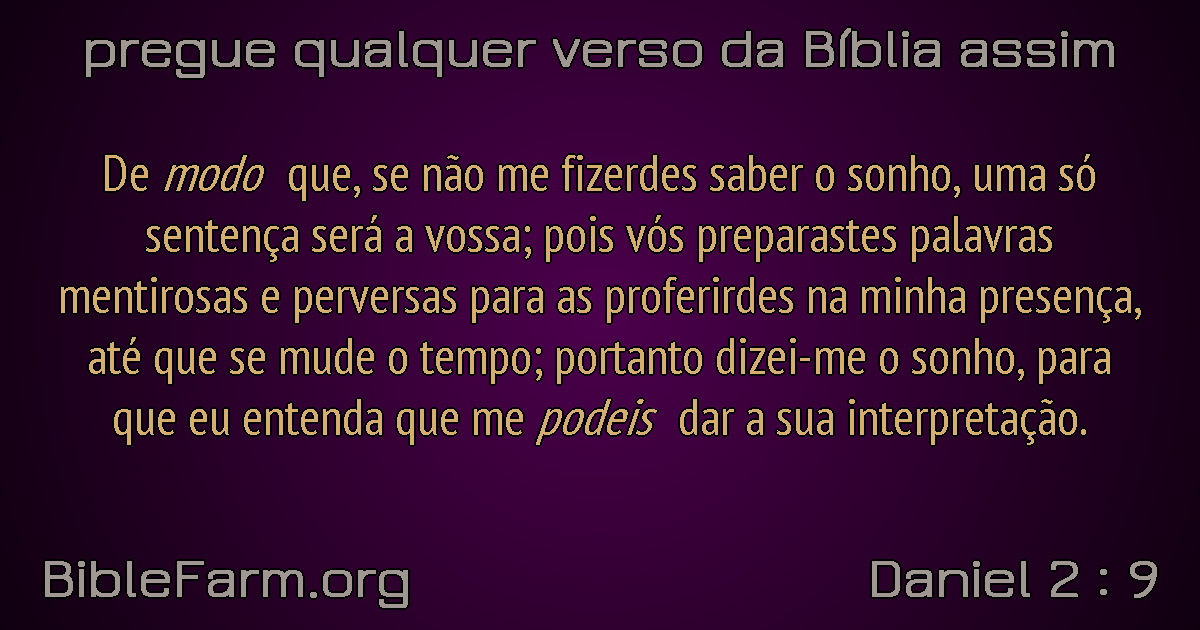 pregue qualquer verso da Bíblia assim
De modo que, se não me fizerdes saber o sonho, uma só
sentença será a vossa; pois vós preparastes palavras
mentirosas e perversas para as proferirdes na minha presença,
até que se mude o tempo; portanto dizei-me o sonho, para
que eu entenda que me podeis dar a sua interpretação.
BibleFarm.org
Daniel 2 : 9